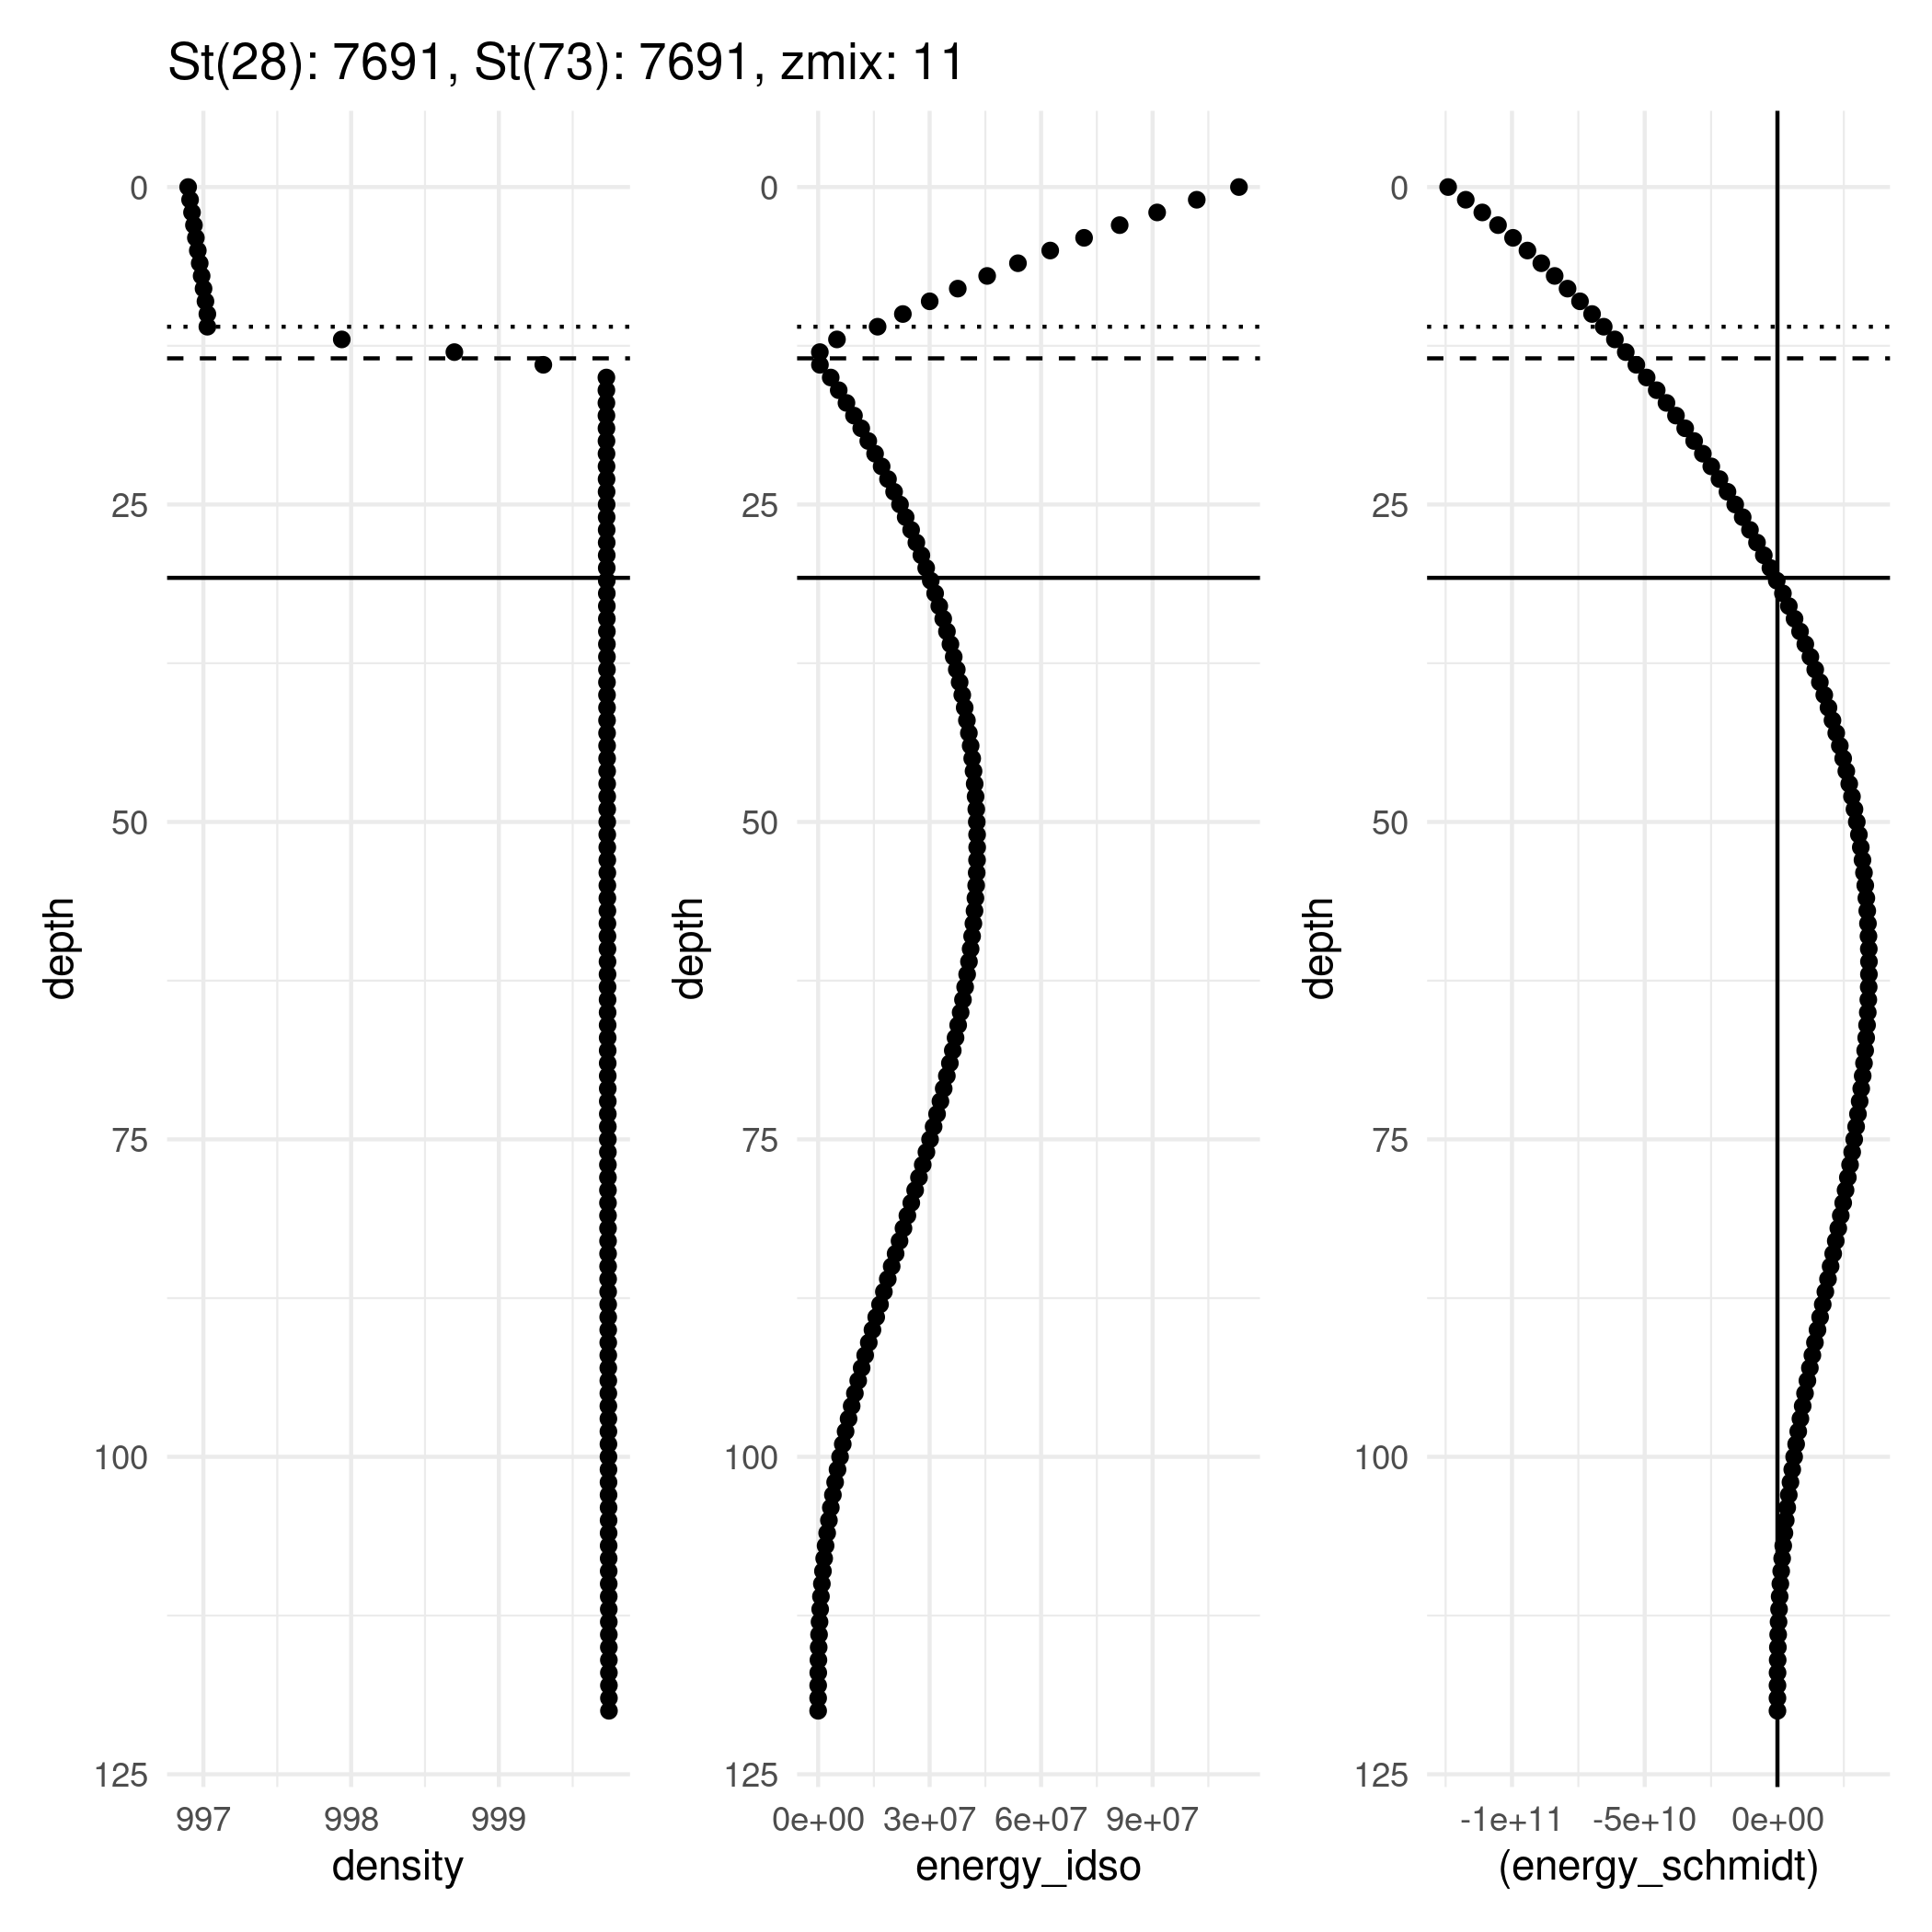 St(28): 7691, St(73): 7691, zmix: 11
depth
0
25
50
75
100
125
997 998 999
density
depth
0
25
50
75
100
125
0e+00 3e+07 6e+07 9e+07
energy_idso
depth
0
25
50
75
100
125
-1e+11 -5e+10 0e+00
(energy_schmidt)